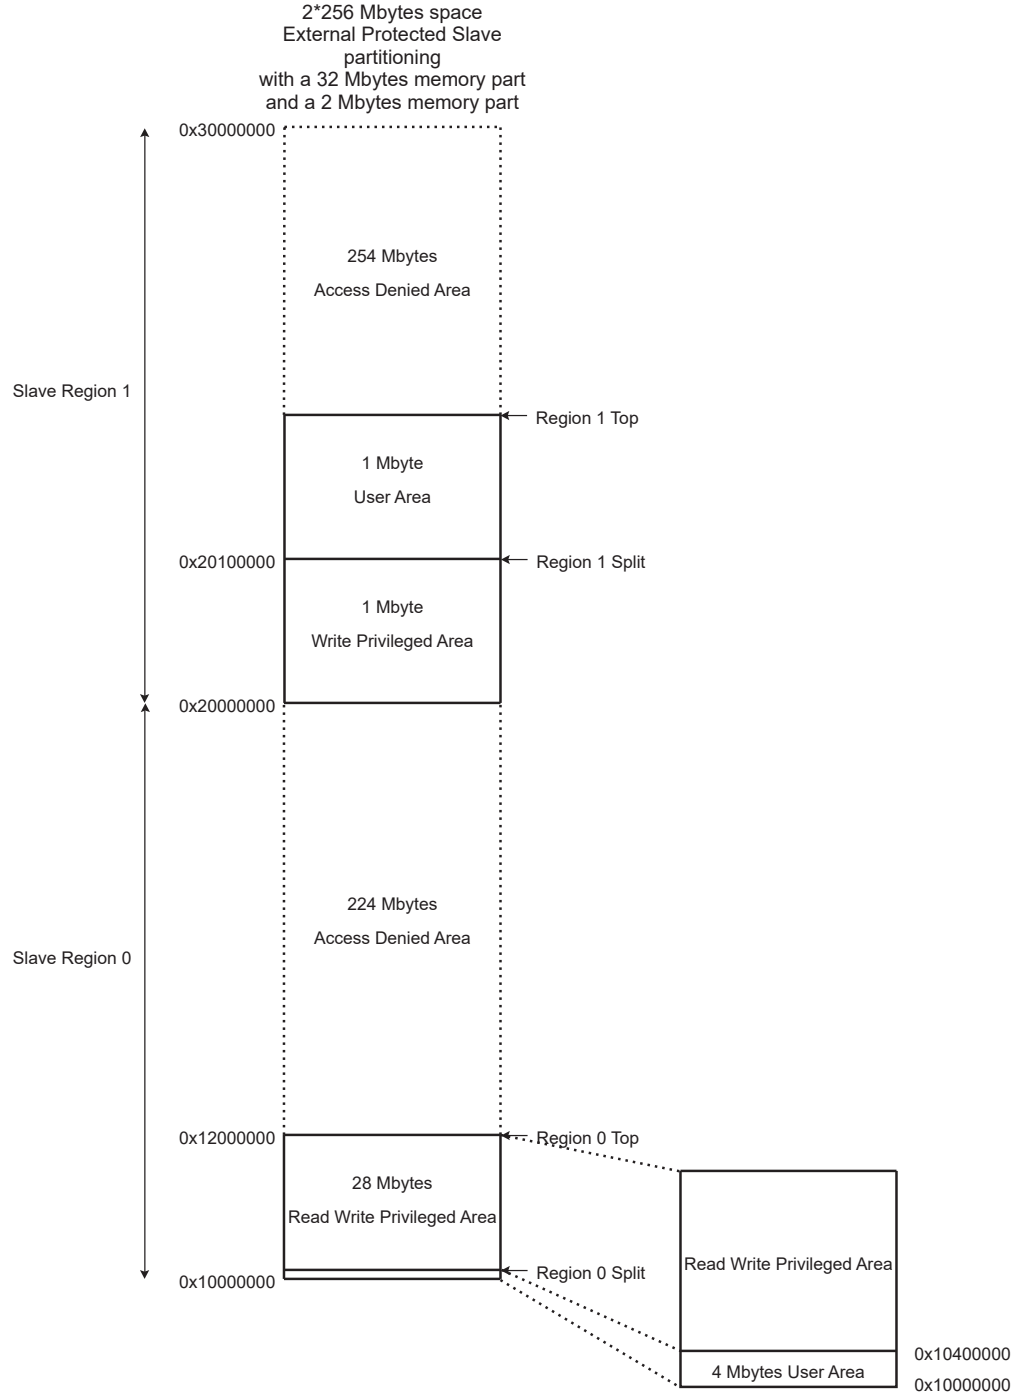 2*256 Mbytes space
External Protected Slave
partitioning
with a 32 Mbytes memory part
and a 2 Mbytes memory part
0x30000000
254 Mbytes
Access Denied Area
Slave Region 1
Region 1 Top
1 Mbyte
User Area
0x20100000
Region 1 Split
1 Mbyte
Write Privileged Area
0x20000000
224 Mbytes
Access Denied Area
Slave Region 0
0x12000000
Region 0 Top
28 Mbytes
Read Write Privileged Area
Read Write Privileged Area
0x10000000
Region 0 Split
0x10400000
4 Mbytes User Area
0x10000000